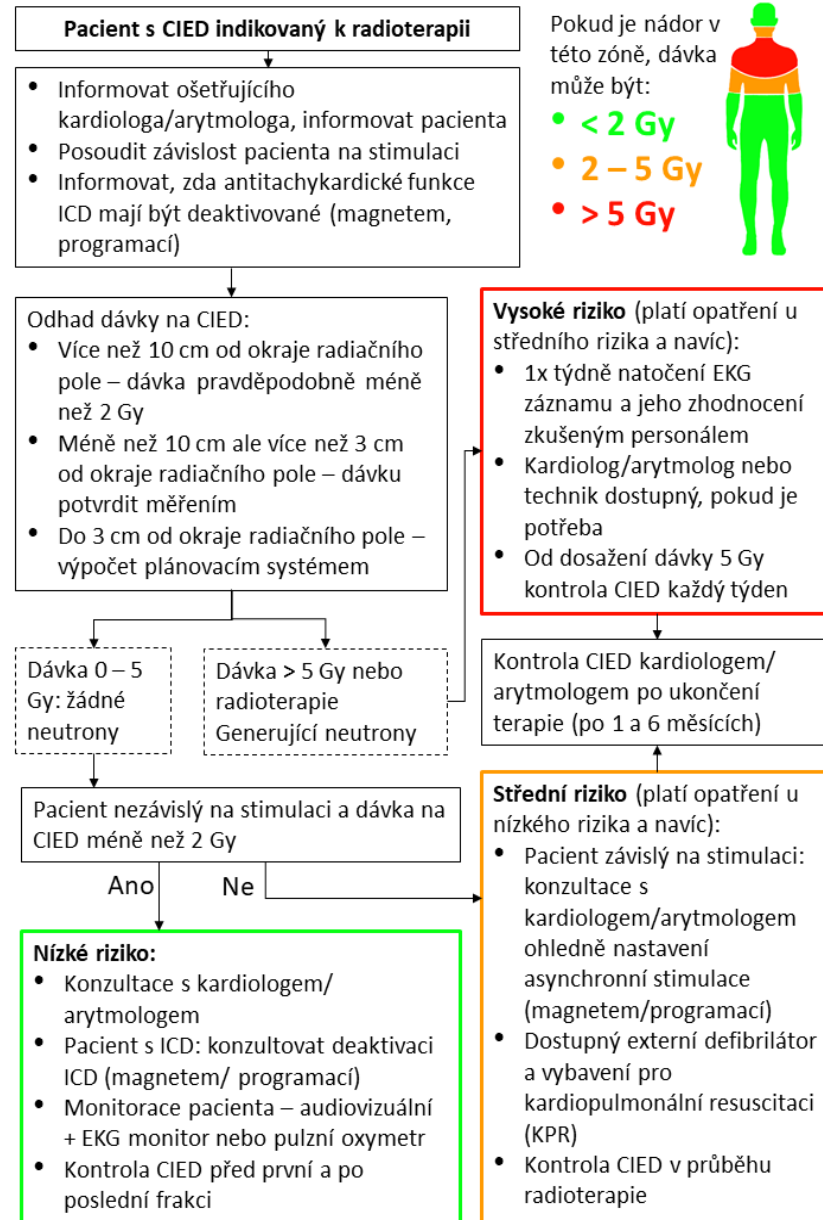 Pacient s CIED indikovaný k radioterapii
• Informovat ošetřujícího
kardiologa/arytmologa, informovat pacienta
• Posoudit závislost pacienta na stimulaci
• Informovat, zda antitachykardické funkce
ICD mají být deaktivované (magnetem,
programací)
Pokud je nádor v
této zóně, dávka
může být:
• < 2 Gy
• 2 – 5 Gy
• > 5 Gy
Odhad dávky na CIED:
• Více než 10 cm od okraje radiačního
pole – dávka pravděpodobně méně
než 2 Gy
• Méně než 10 cm ale více než 3 cm
od okraje radiačního pole – dávku
potvrdit měřením
• Do 3 cm od okraje radiačního pole –
výpočet plánovacím systémem
Vysoké riziko (platí opatření u
středního rizika a navíc):
• 1x týdně natočení EKG
záznamu a jeho zhodnocení
zkušeným personálem
• Kardiolog/arytmolog nebo
technik dostupný, pokud je
potřeba
• Od dosažení dávky 5 Gy
kontrola CIED každý týden
Dávka 0 – 5
Gy: žádné
neutrony
Dávka > 5 Gy nebo
radioterapie
Generující neutrony
Kontrola CIED kardiologem/
arytmologem po ukončení
terapie (po 1 a 6 měsících)
Pacient nezávislý na stimulaci a dávka na
CIED méně než 2 Gy
Ano
Ne
Nízké riziko:
• Konzultace s kardiologem/
arytmologem
• Pacient s ICD: konzultovat deaktivaci
ICD (magnetem/ programací)
• Monitorace pacienta – audiovizuální
+ EKG monitor nebo pulzní oxymetr
• Kontrola CIED před první a po
poslední frakci
Střední riziko (platí opatření u
nízkého rizika a navíc):
• Pacient závislý na stimulaci:
konzultace s
kardiologem/arytmologem
ohledně nastavení
asynchronní stimulace
(magnetem/programací)
• Dostupný externí defibrilátor
a vybavení pro
kardiopulmonální resuscitaci
(KPR)
• Kontrola CIED v průběhu
radioterapie